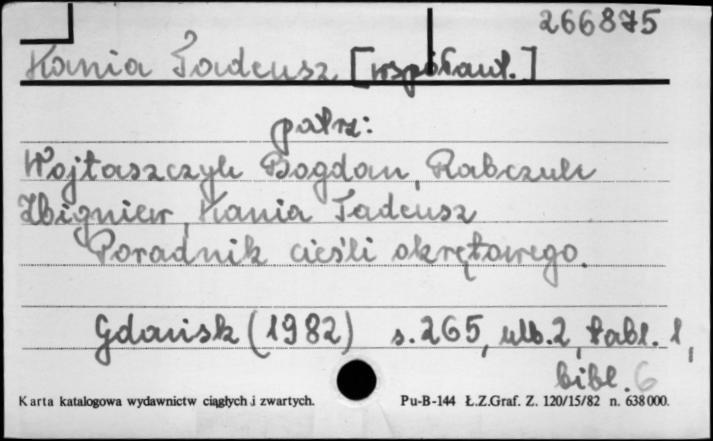 266875
Kania Tadeusz [współaut.]
patrz:
Wojtaszczyk Bogdan, Rabczuk
Zbigniew, Kania Tadeusz
Poradnik cieśli okrętowego.
Gdańsk (1982) s. 265, ulb. 2, tabl. 1,
bibl. 6
Karta katalogowa wydawnictw ciągłych i zwartych. Pu-B-144 Ł.Z.Graf. Z. 120/15/82 n. 638000.